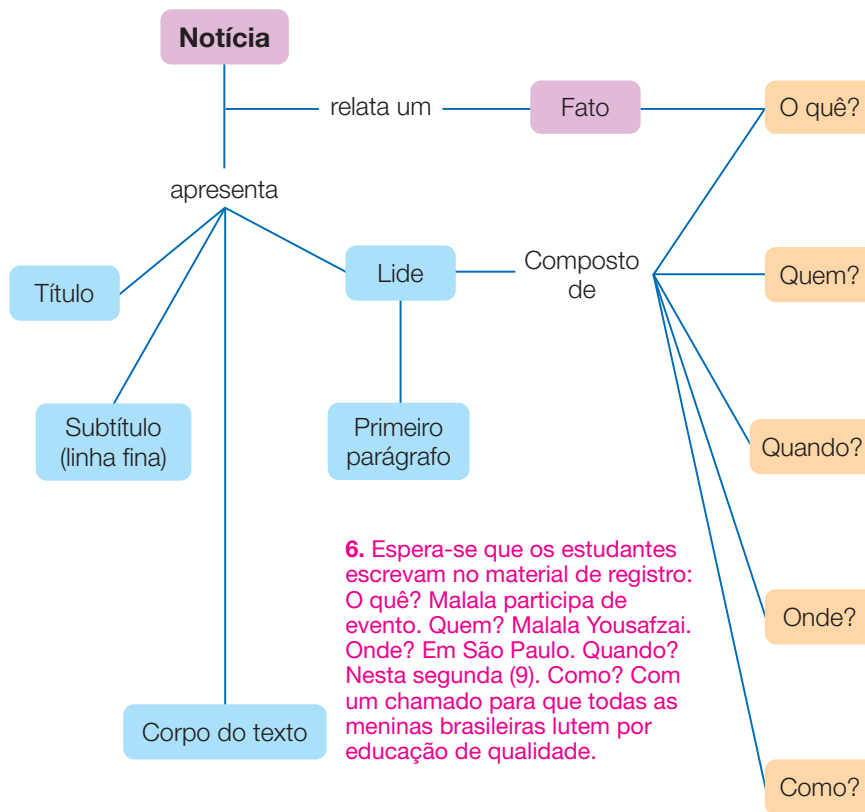 Notícia
relata um
Fato
O quê?
apresenta
Título
Lide
Composto
de
Quem?
Subtítulo
(linha fina)
Primeiro
parágrafo
Quando?
6. Espera-se que os estudantes
escrevam no material de registro:
O quê? Malala participa de
evento. Quem? Malala Yousafzai.
Onde? Em São Paulo. Quando?
Nesta segunda (9). Como? Com
um chamado para que todas as
meninas brasileiras lutem por
educação de qualidade.
Onde?
Corpo do texto
Como?